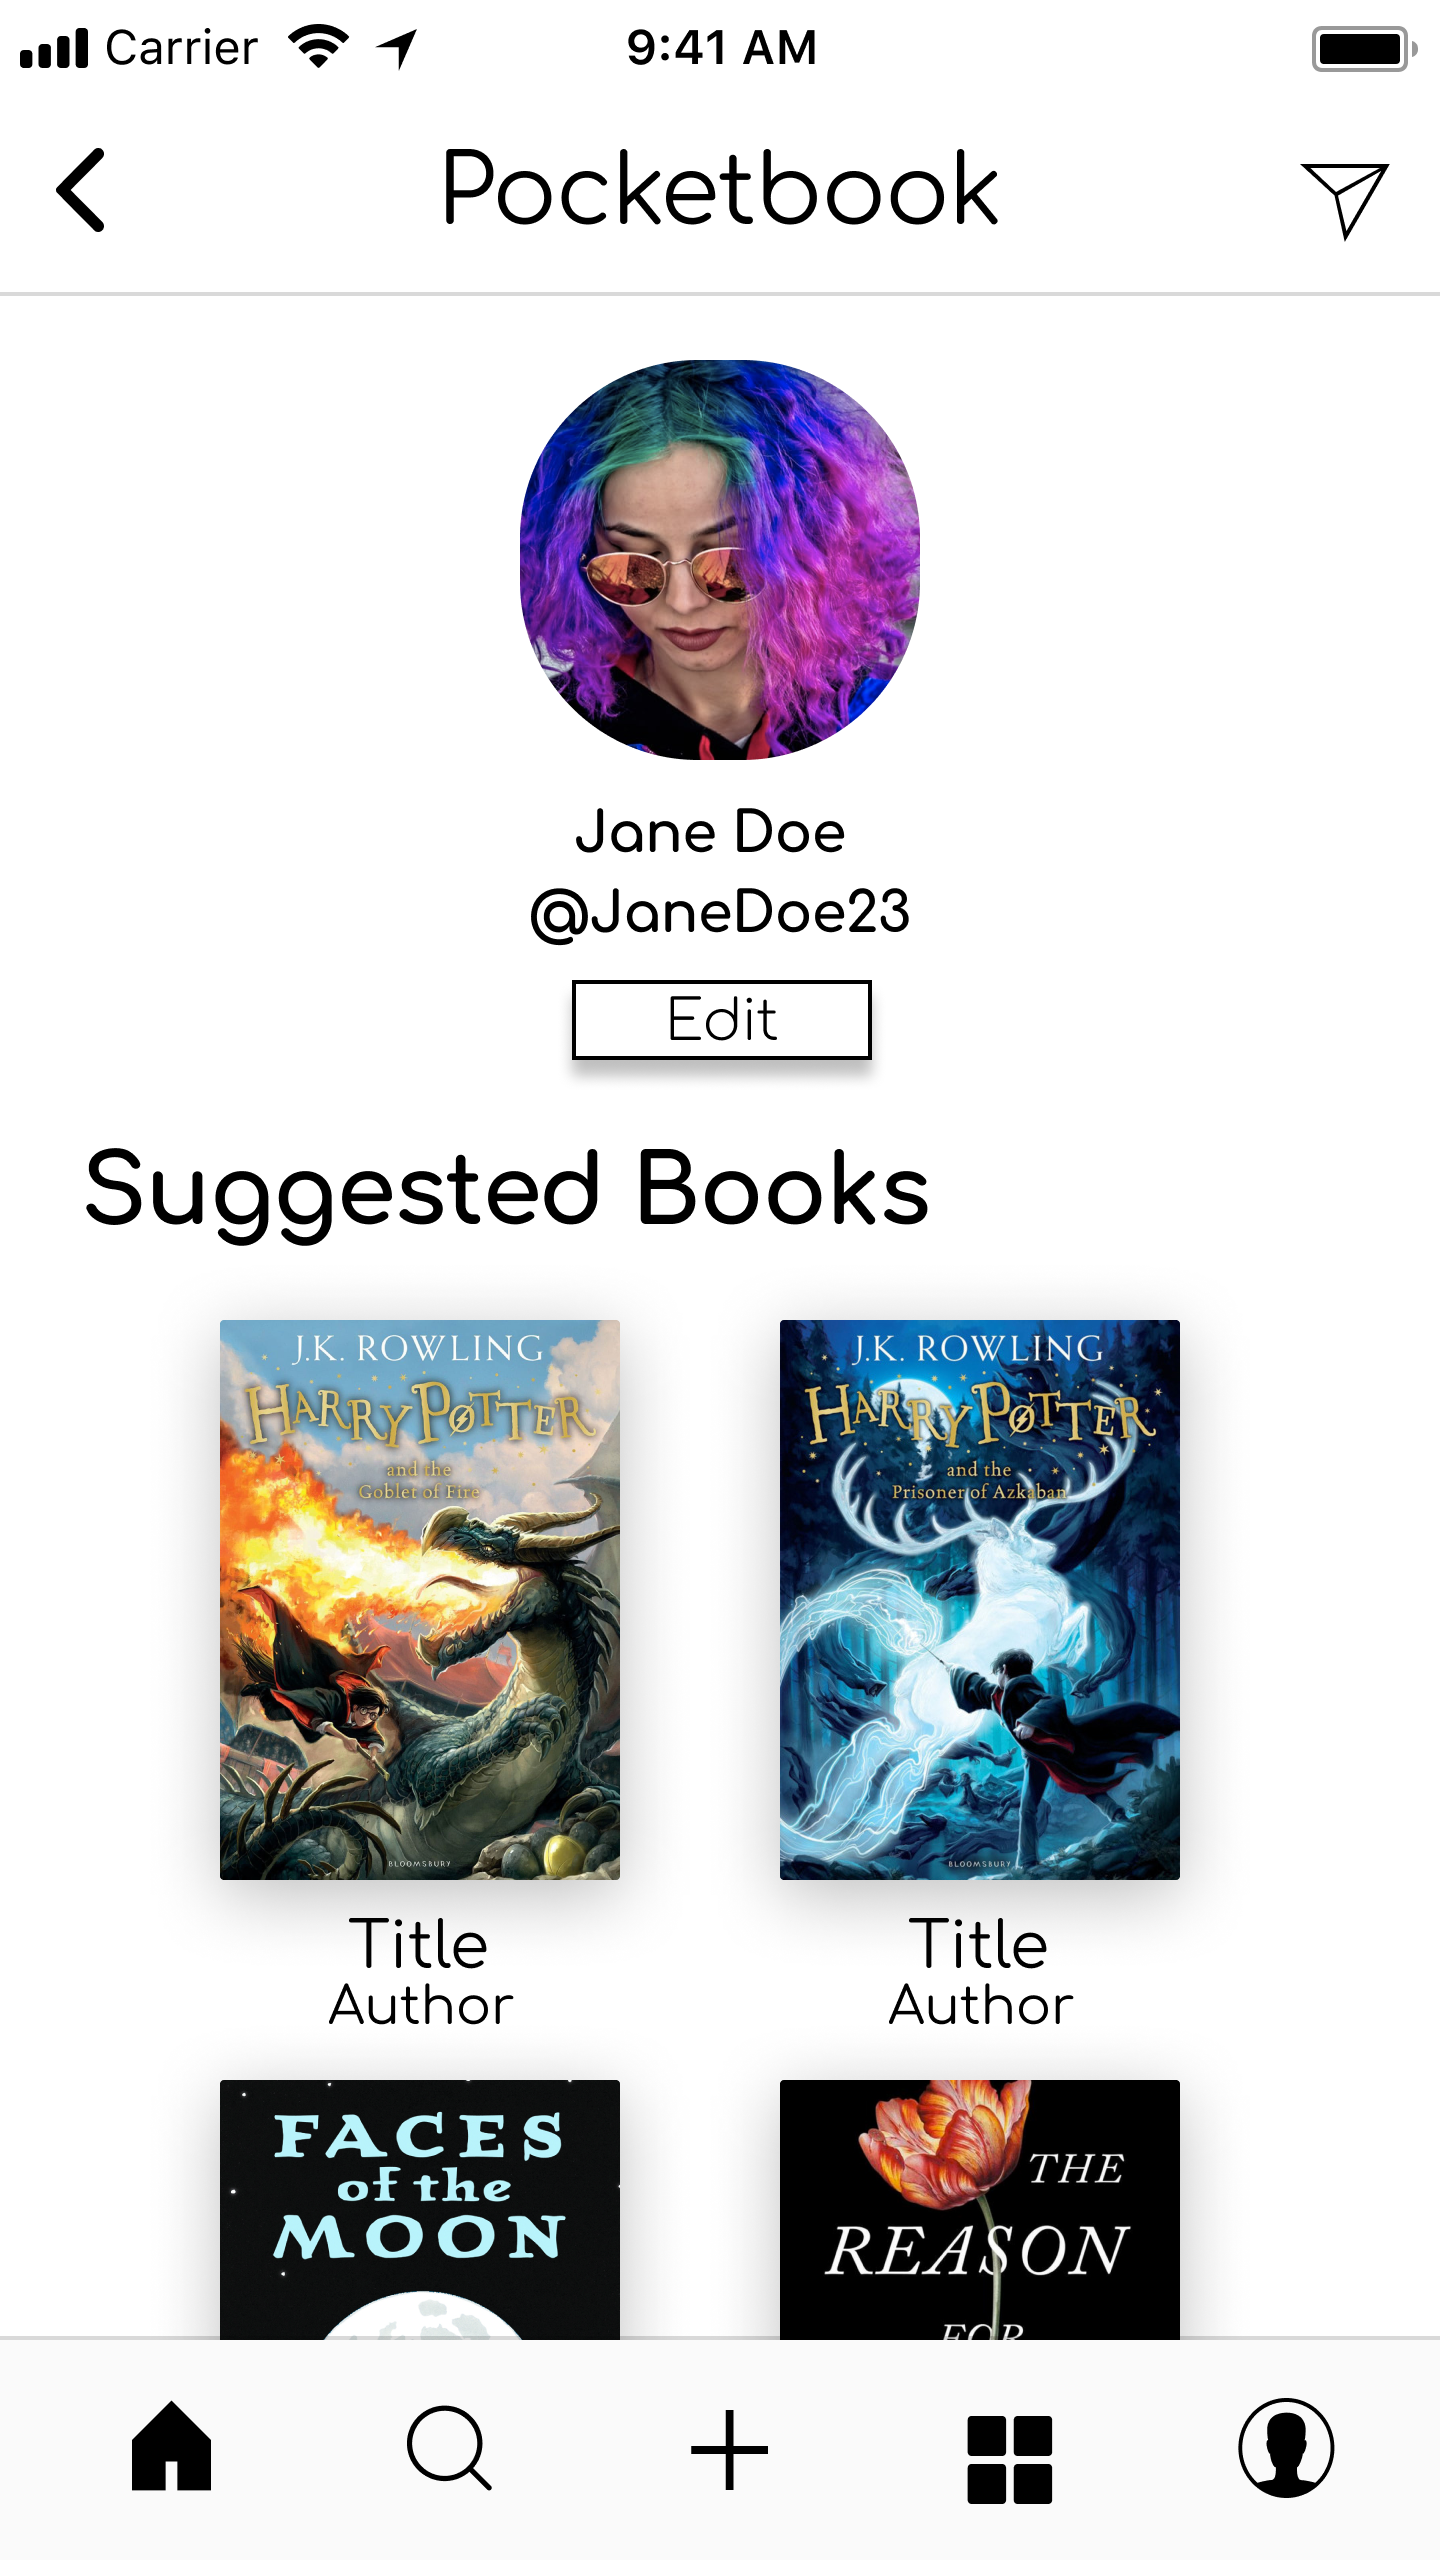 Carrier 9:41 AM
Pocketbook
Jane Doe
@JaneDoe23
Edit
Suggested Books
J.K. ROWLING
HARRY POTTER
and the
Goblet of Fire
BLOOMSBURY
J.K. ROWLING
HARRY POTTER
and the
Prisoner of Azkaban
BLOOMSBURY
Title
Author
Title
Author
FACES
of the
MOON
THE
REASON
FOR